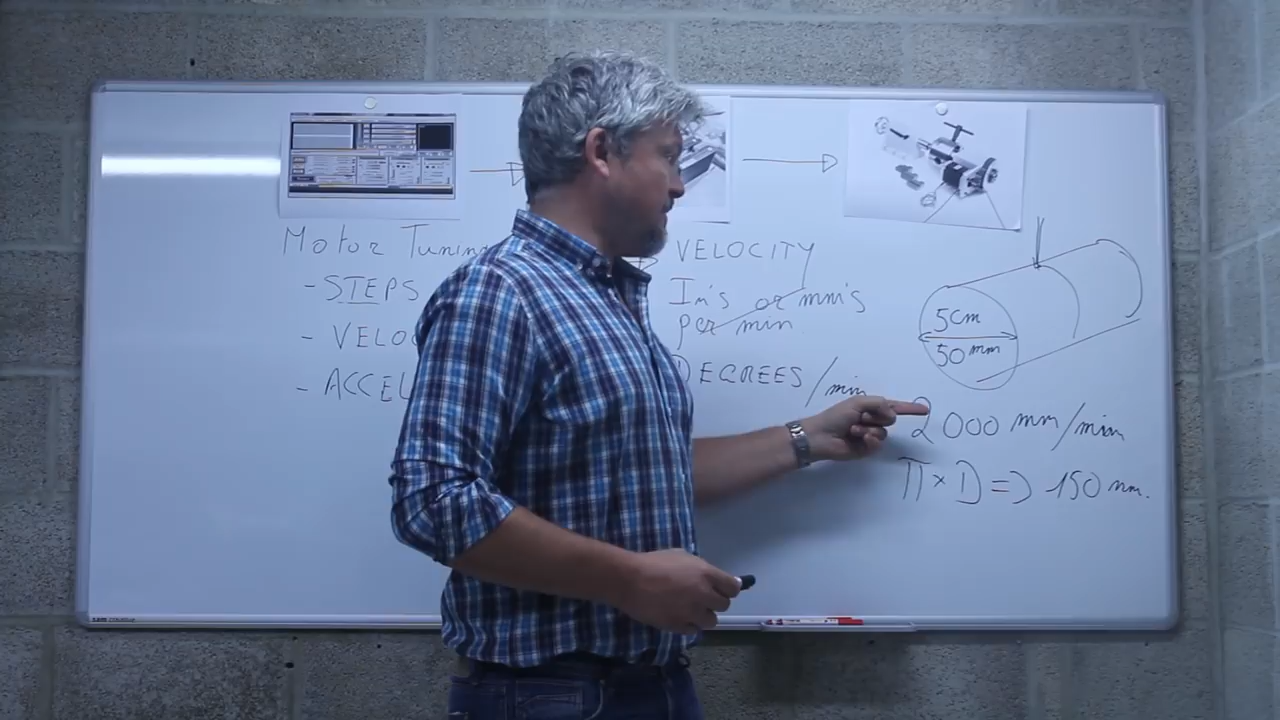 Motor Tuning
- STEPS
- VELOC
- ACCEL
VELOCITY
In's or mm's
per min
DEGREES/min
5cm
50 mm
2000 mm/min
π × D => 150 mm.